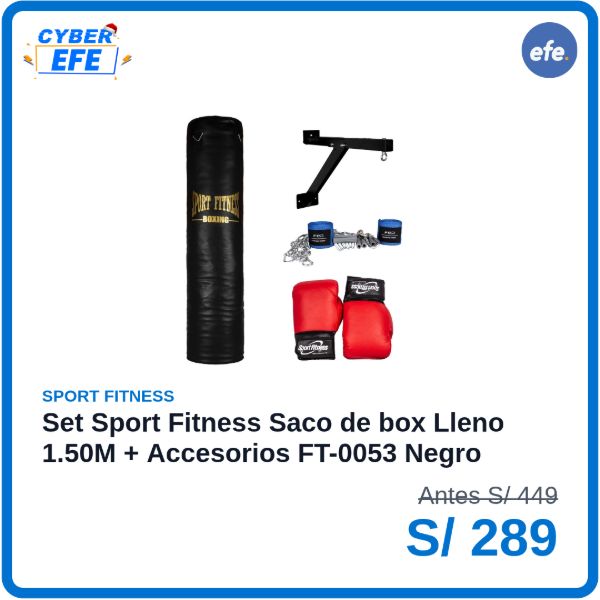 CYBER
EFE
efe.
SPORT FITNESS
BOXING
SportFitness
SportFitness
SPORT FITNESS
Set Sport Fitness Saco de box Lleno
1.50M + Accesorios FT-0053 Negro
Antes S/ 449
S/ 289